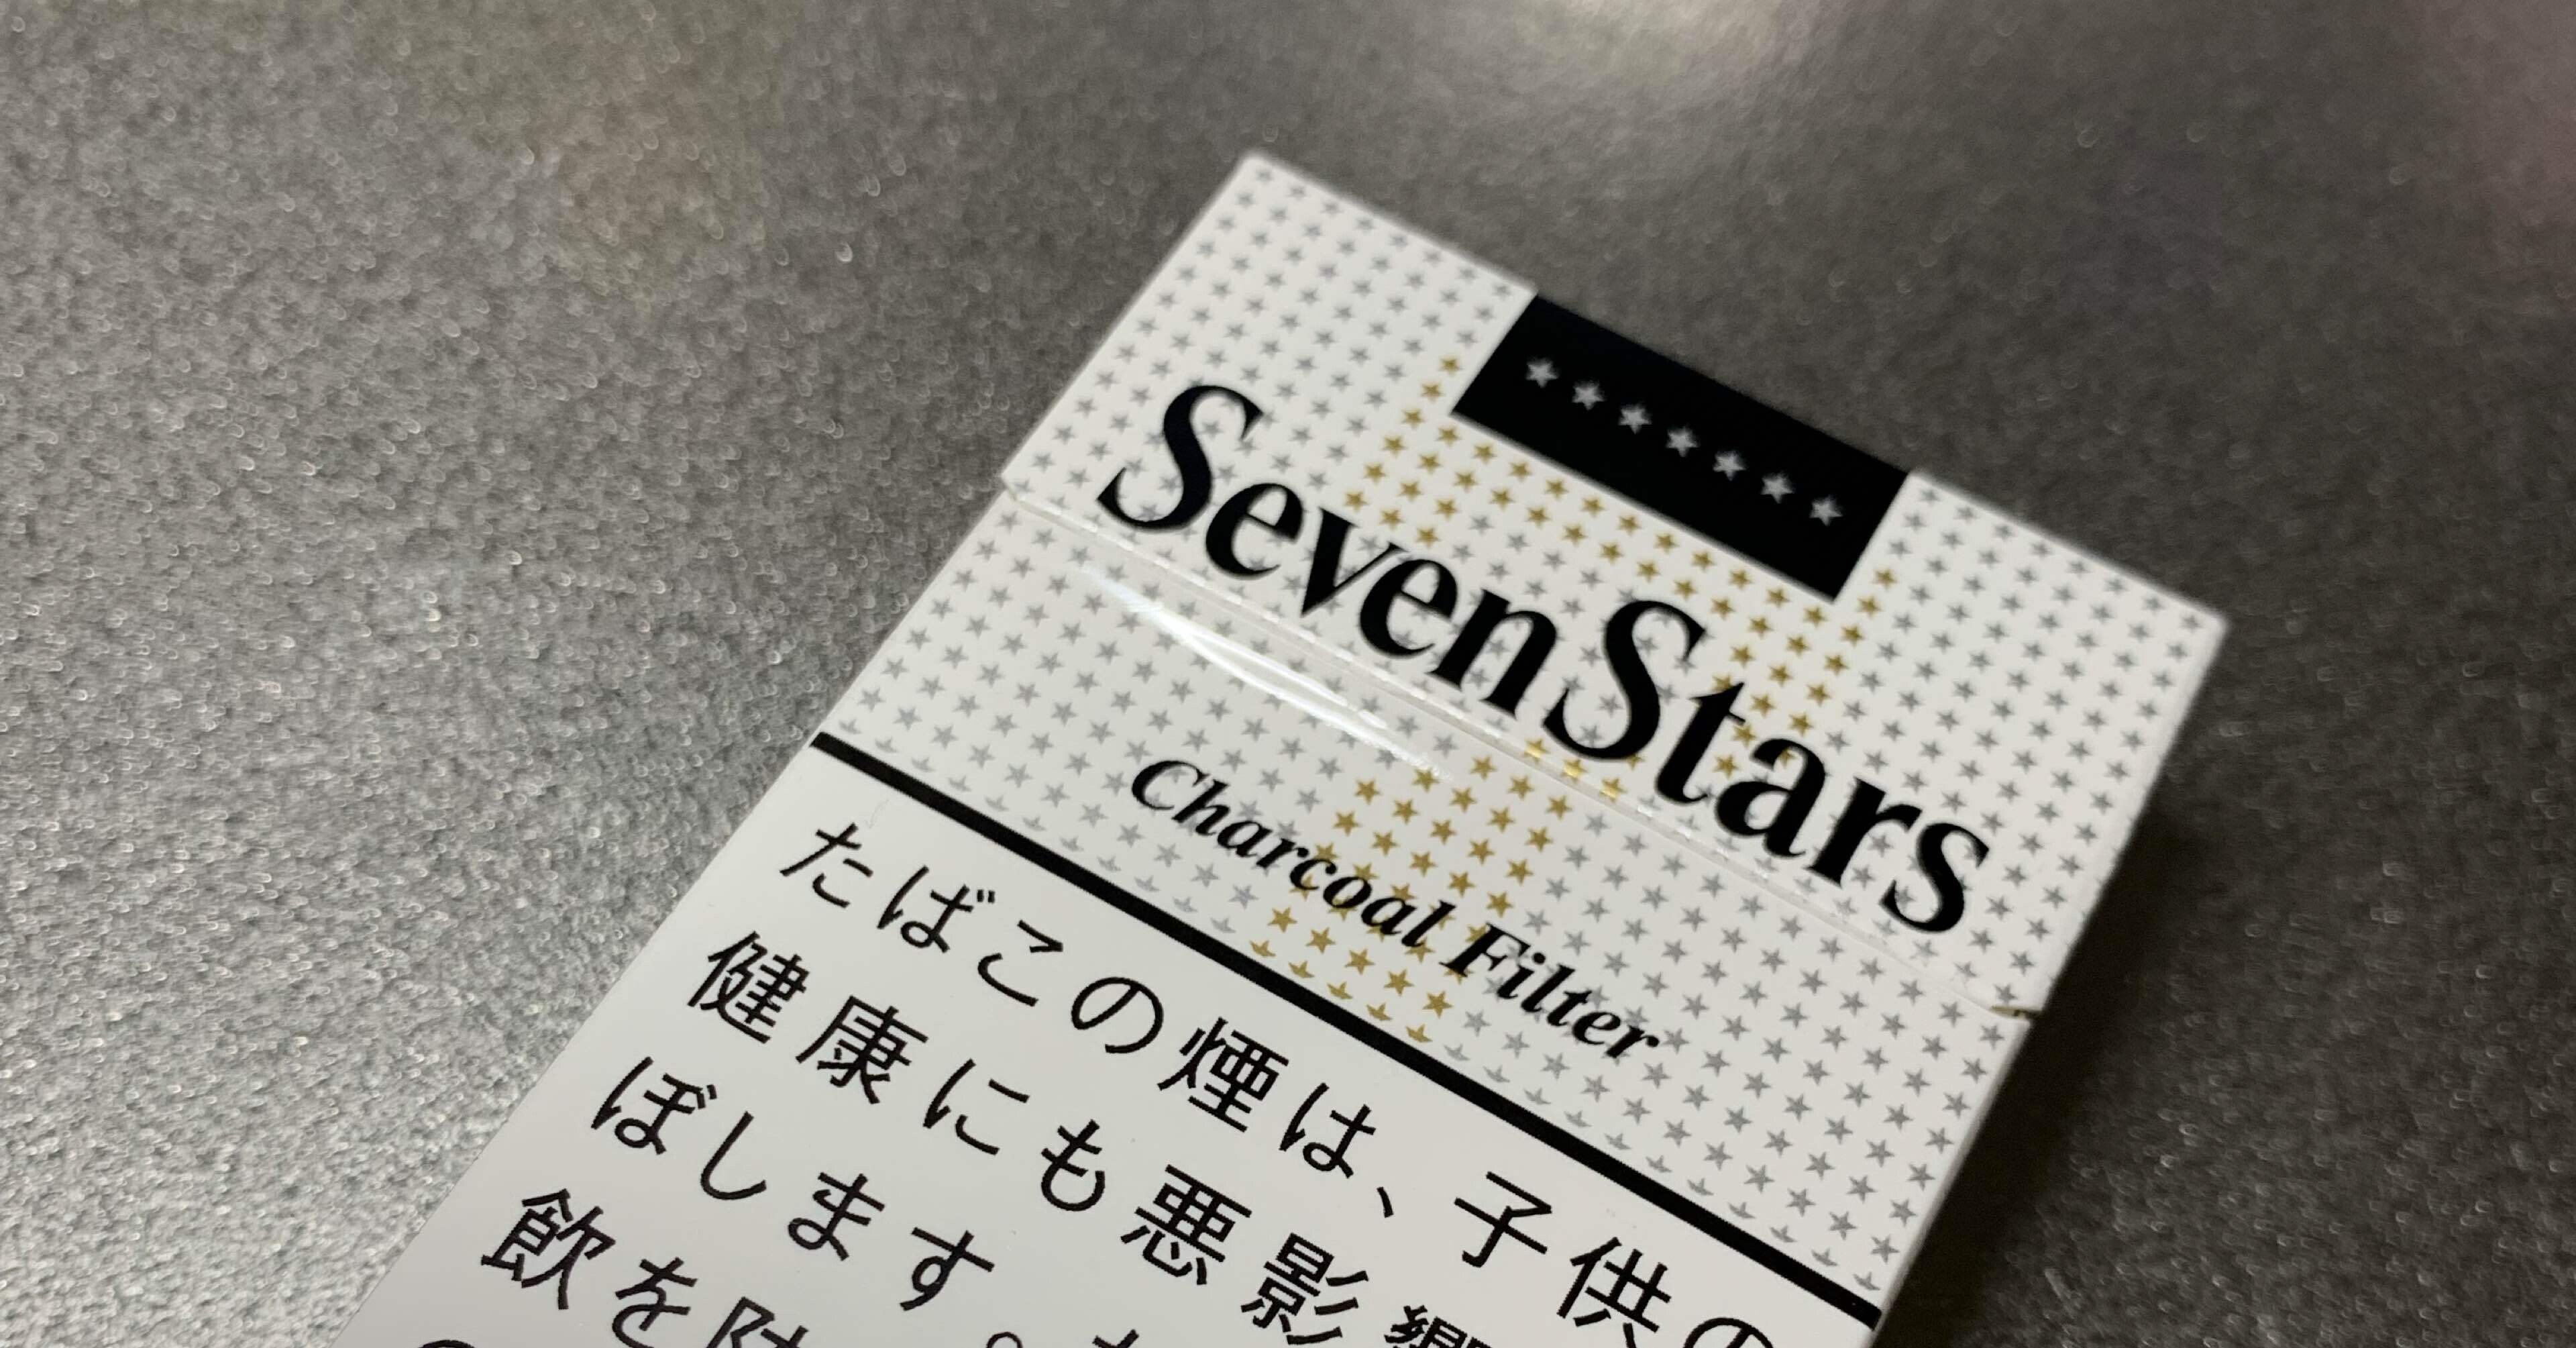 SevenStars
Charcoal Filter
たばこの煙は、子供の
健康にも悪影響
ぼします。
飲を防